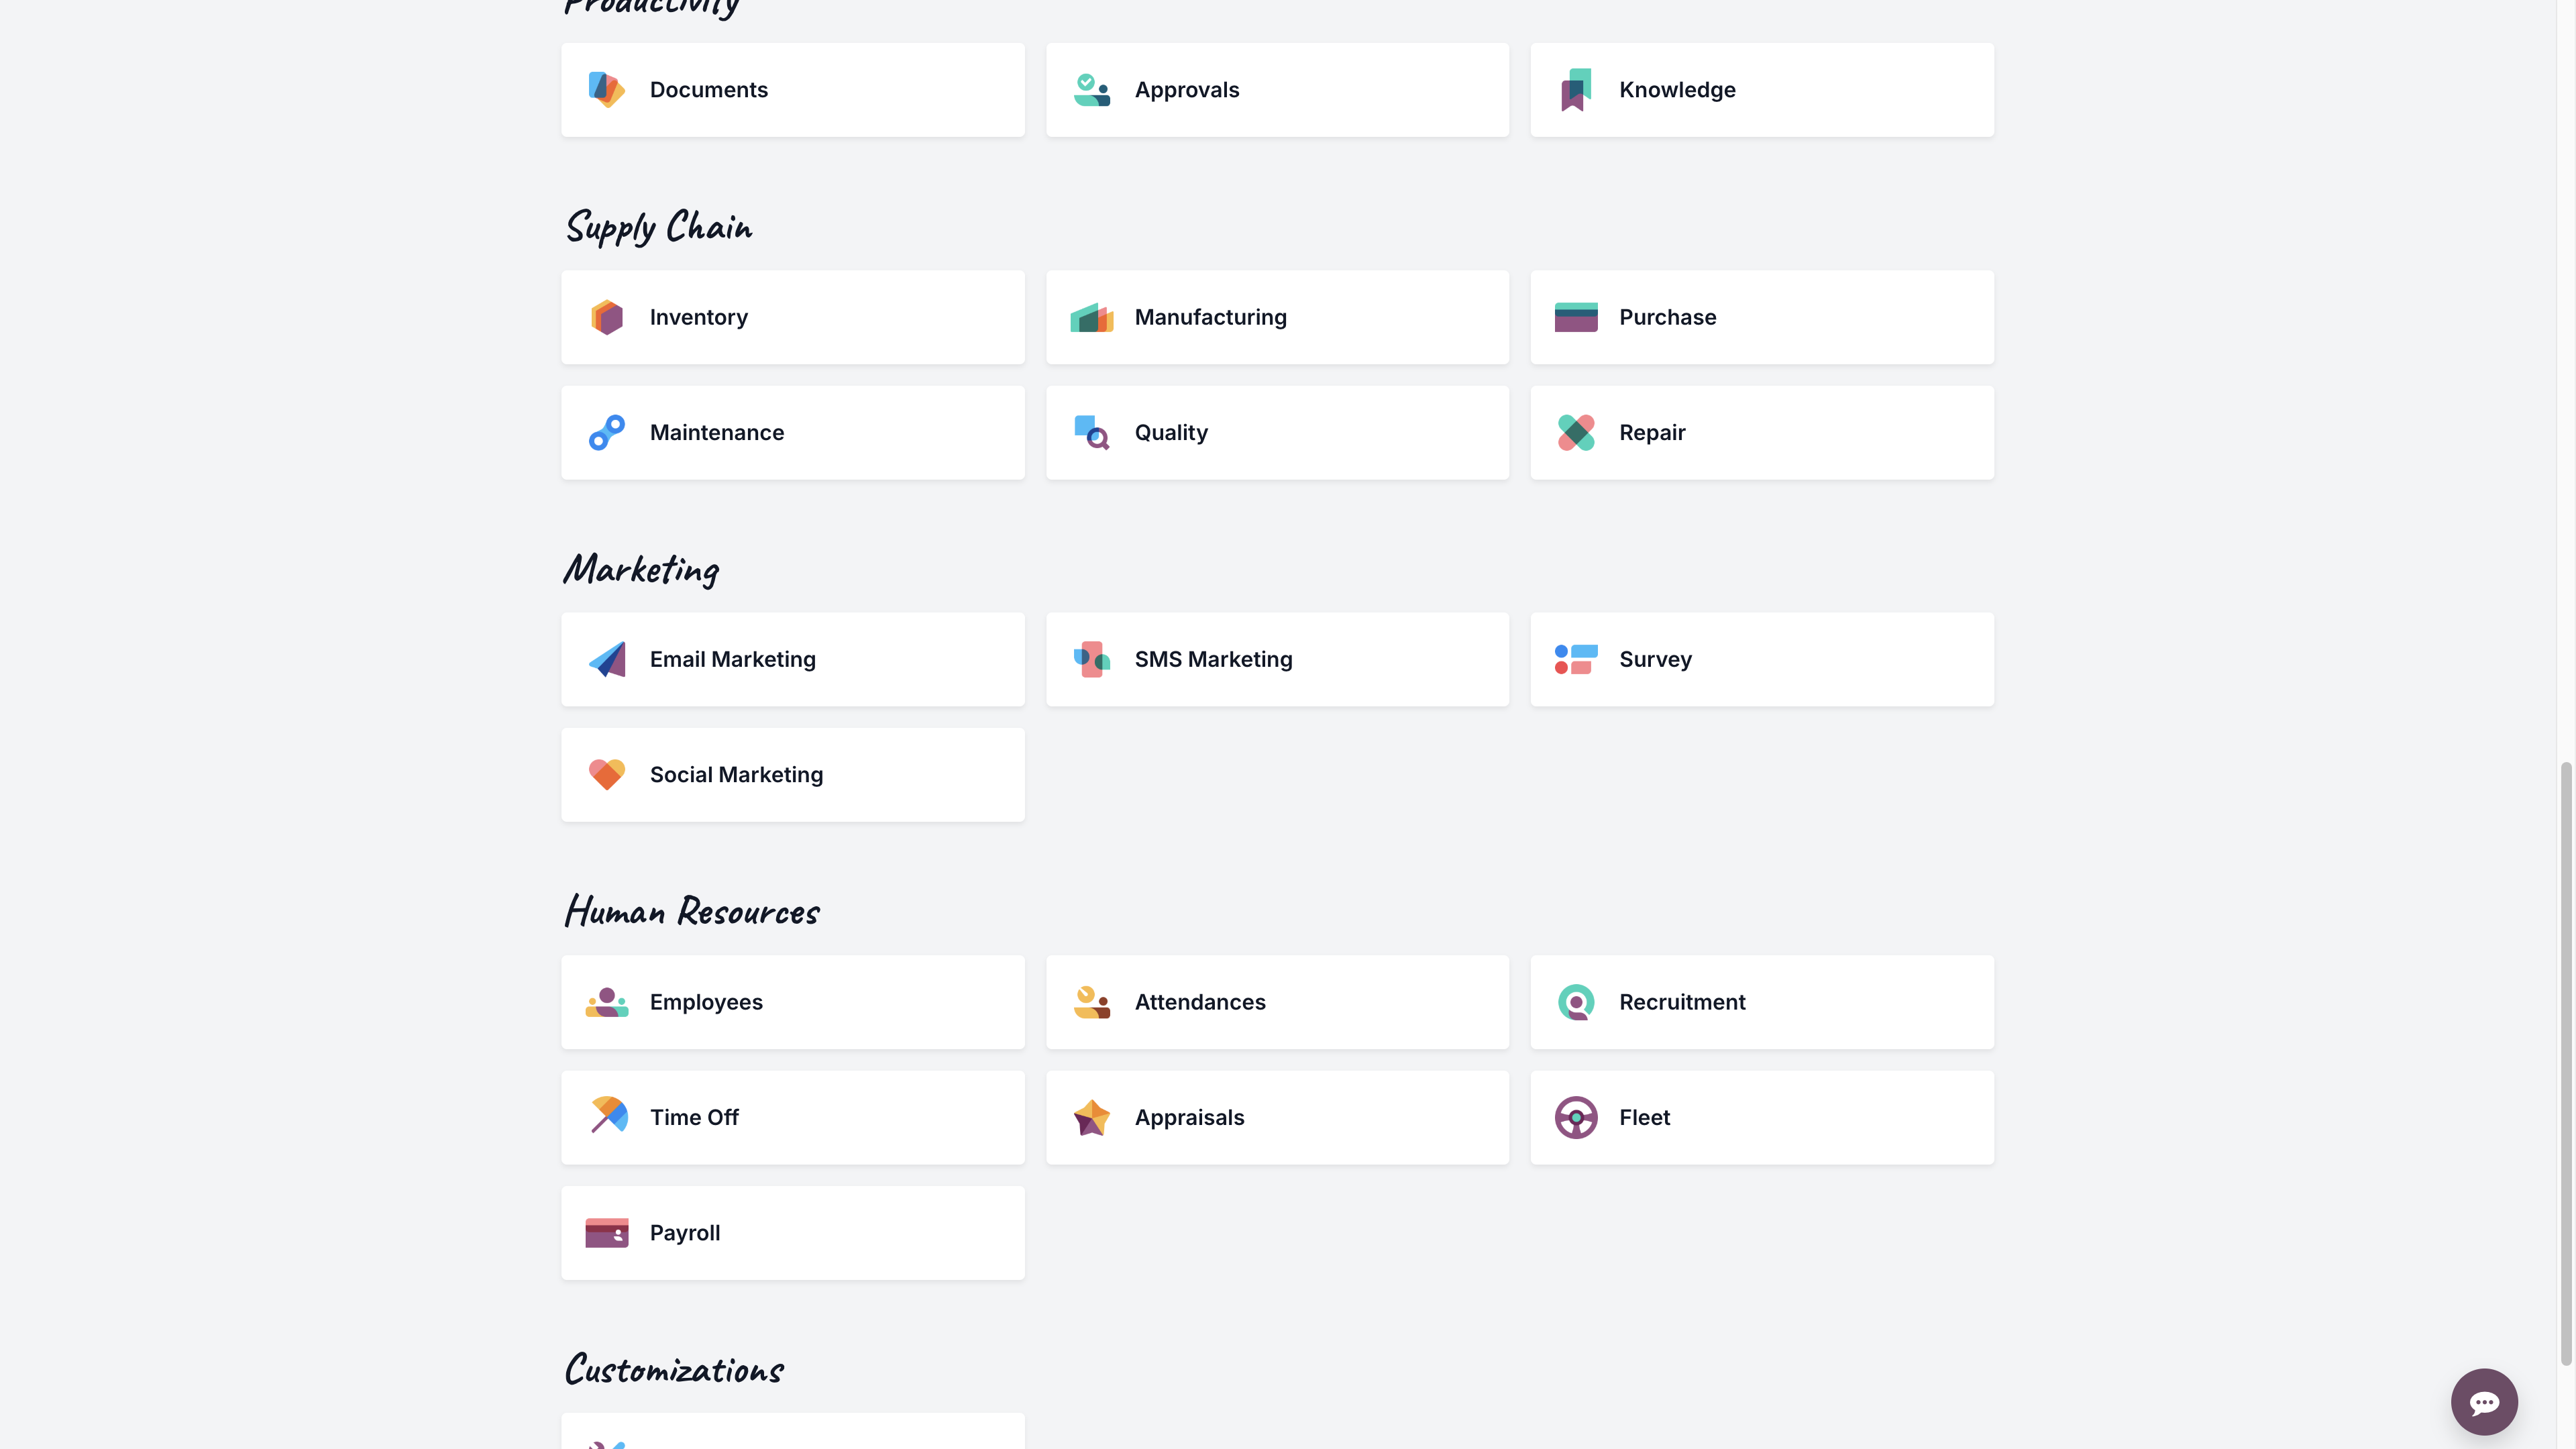 Productivity
Documents
Approvals
Knowledge
Supply Chain
Inventory
Manufacturing
Purchase
Maintenance
Quality
Repair
Marketing
Email Marketing
SMS Marketing
Survey
Social Marketing
Human Resources
Employees
Attendances
Recruitment
Time Off
Appraisals
Fleet
Payroll
Customizations